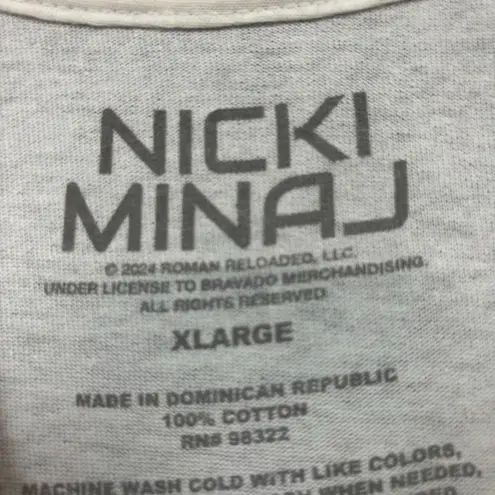 NICKI
MINAJ
© 2024 ROMAN RELOADED, LLC.
UNDER LICENSE TO BRAVADO MERCHANDISING.
ALL RIGHTS RESERVED
XLARGE
MADE IN DOMINICAN REPUBLIC
100% COTTON
RN# 98322
MACHINE WASH COLD WITH LIKE COLORS,
WHEN NEEDED,